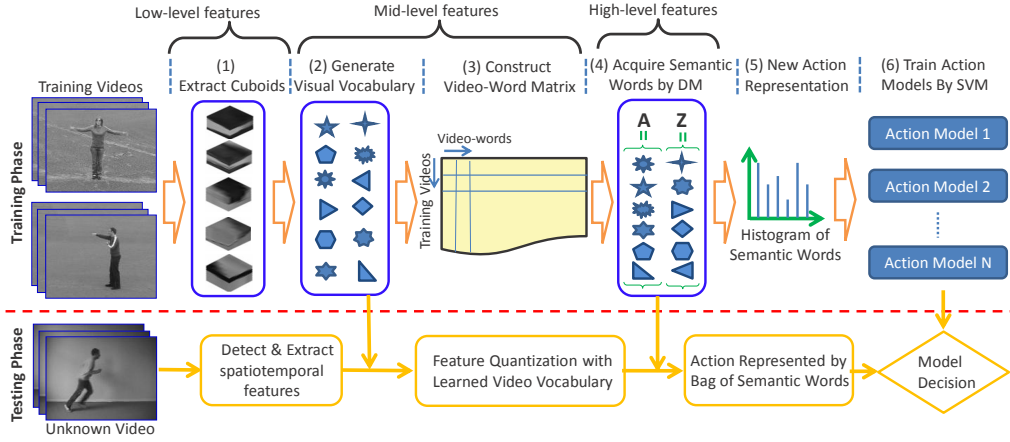 Low-level features
Mid-level features
High-level features
Training Videos
(1)
Extract Cuboids
(2) Generate
Visual Vocabulary
(3) Construct
Video-Word Matrix
(4) Acquire Semantic
Words by DM
(5) New Action
Representation
(6) Train Action
Models By SVM
Training Phase
Video-words
Training Videos
A
Z
=
=
Histogram of
Semantic Words
Action Model 1
Action Model 2
Action Model N
Testing Phase
Unknown Video
Detect & Extract
spatiotemporal
features
Feature Quantization with
Learned Video Vocabulary
Action Represented by
Bag of Semantic Words
Model
Decision